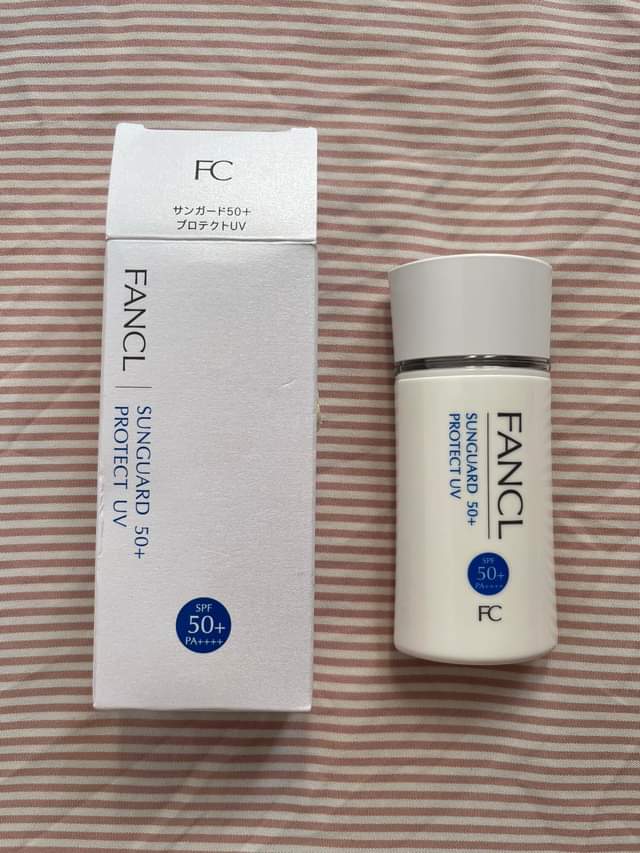 FC
サンガード50+
プロテクトUV
FANCL
SUNGUARD 50+
PROTECT UV
SPF
50+
PA++++
FANCL
SUNGUARD 50+
PROTECT UV
SPF
50+
PA++++
FC